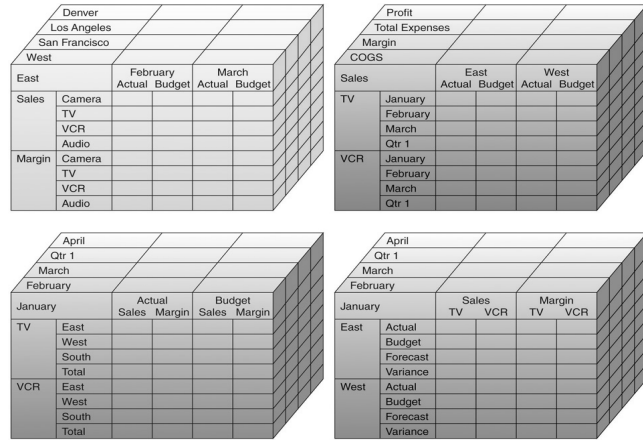 Denver
Los Angeles
San Francisco
West
East February March
Actual Budget Actual Budget
Sales Camera
TV
VCR
Audio
Margin Camera
TV
VCR
Audio
Profit
Total Expenses
Margin
COGS
Sales East West
Actual Budget Actual Budget
TV January
February
March
Qtr 1
VCR January
February
March
Qtr 1
April
Qtr 1
March
February
January Actual Budget
Sales Margin Sales Margin
TV East
West
South
Total
VCR East
West
South
Total
April
Qtr 1
March
February
January Sales Margin
TV VCR TV VCR
East Actual
Budget
Forecast
Variance
West Actual
Budget
Forecast
Variance